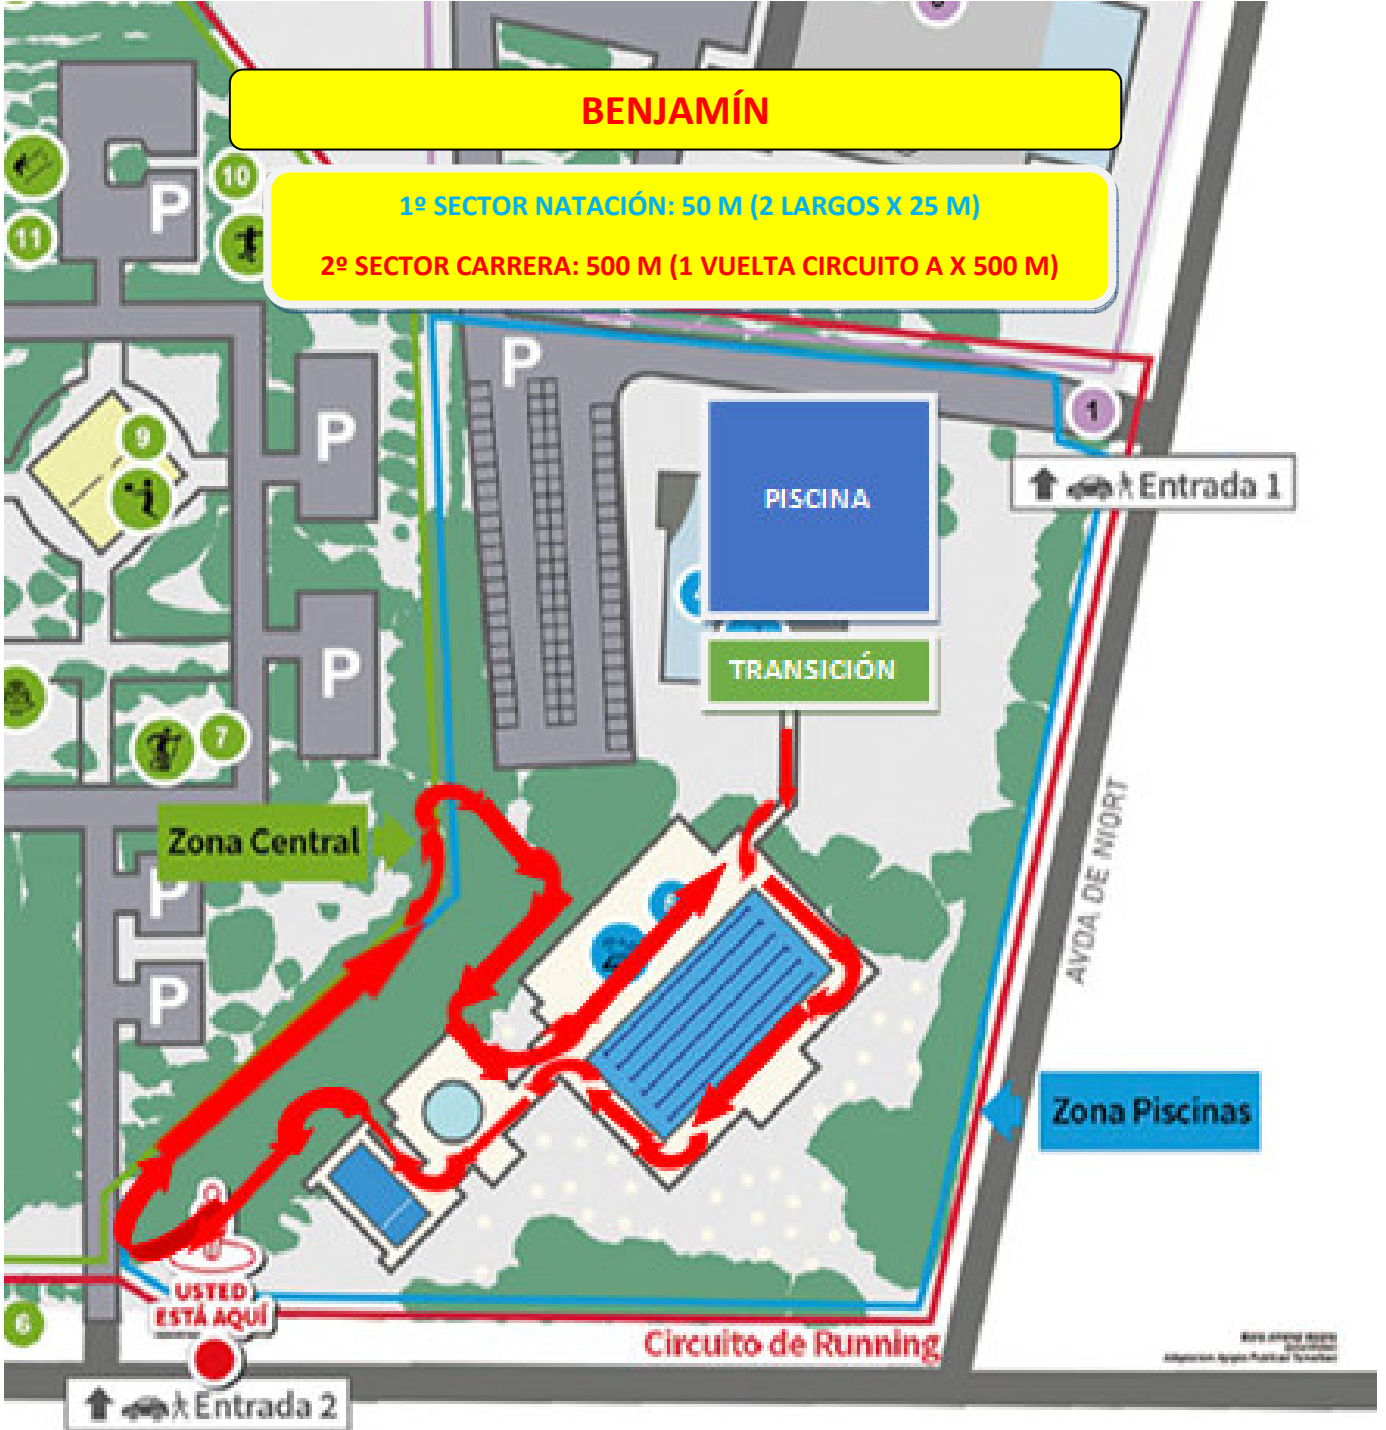 BENJAMÍN
1º SECTOR NATACIÓN: 50 M (2 LARGOS X 25 M)
2º SECTOR CARRERA: 500 M (1 VUELTA CIRCUITO A X 500 M)
10
P
11
P
1
9
P
Entrada 1
PISCINA
TRANSICIÓN
P
7
Zona Central
AVDA. DE NIORT
P
P
Zona Piscinas
USTED
ESTÁ AQUÍ
6
Circuito de Running
Entrada 2